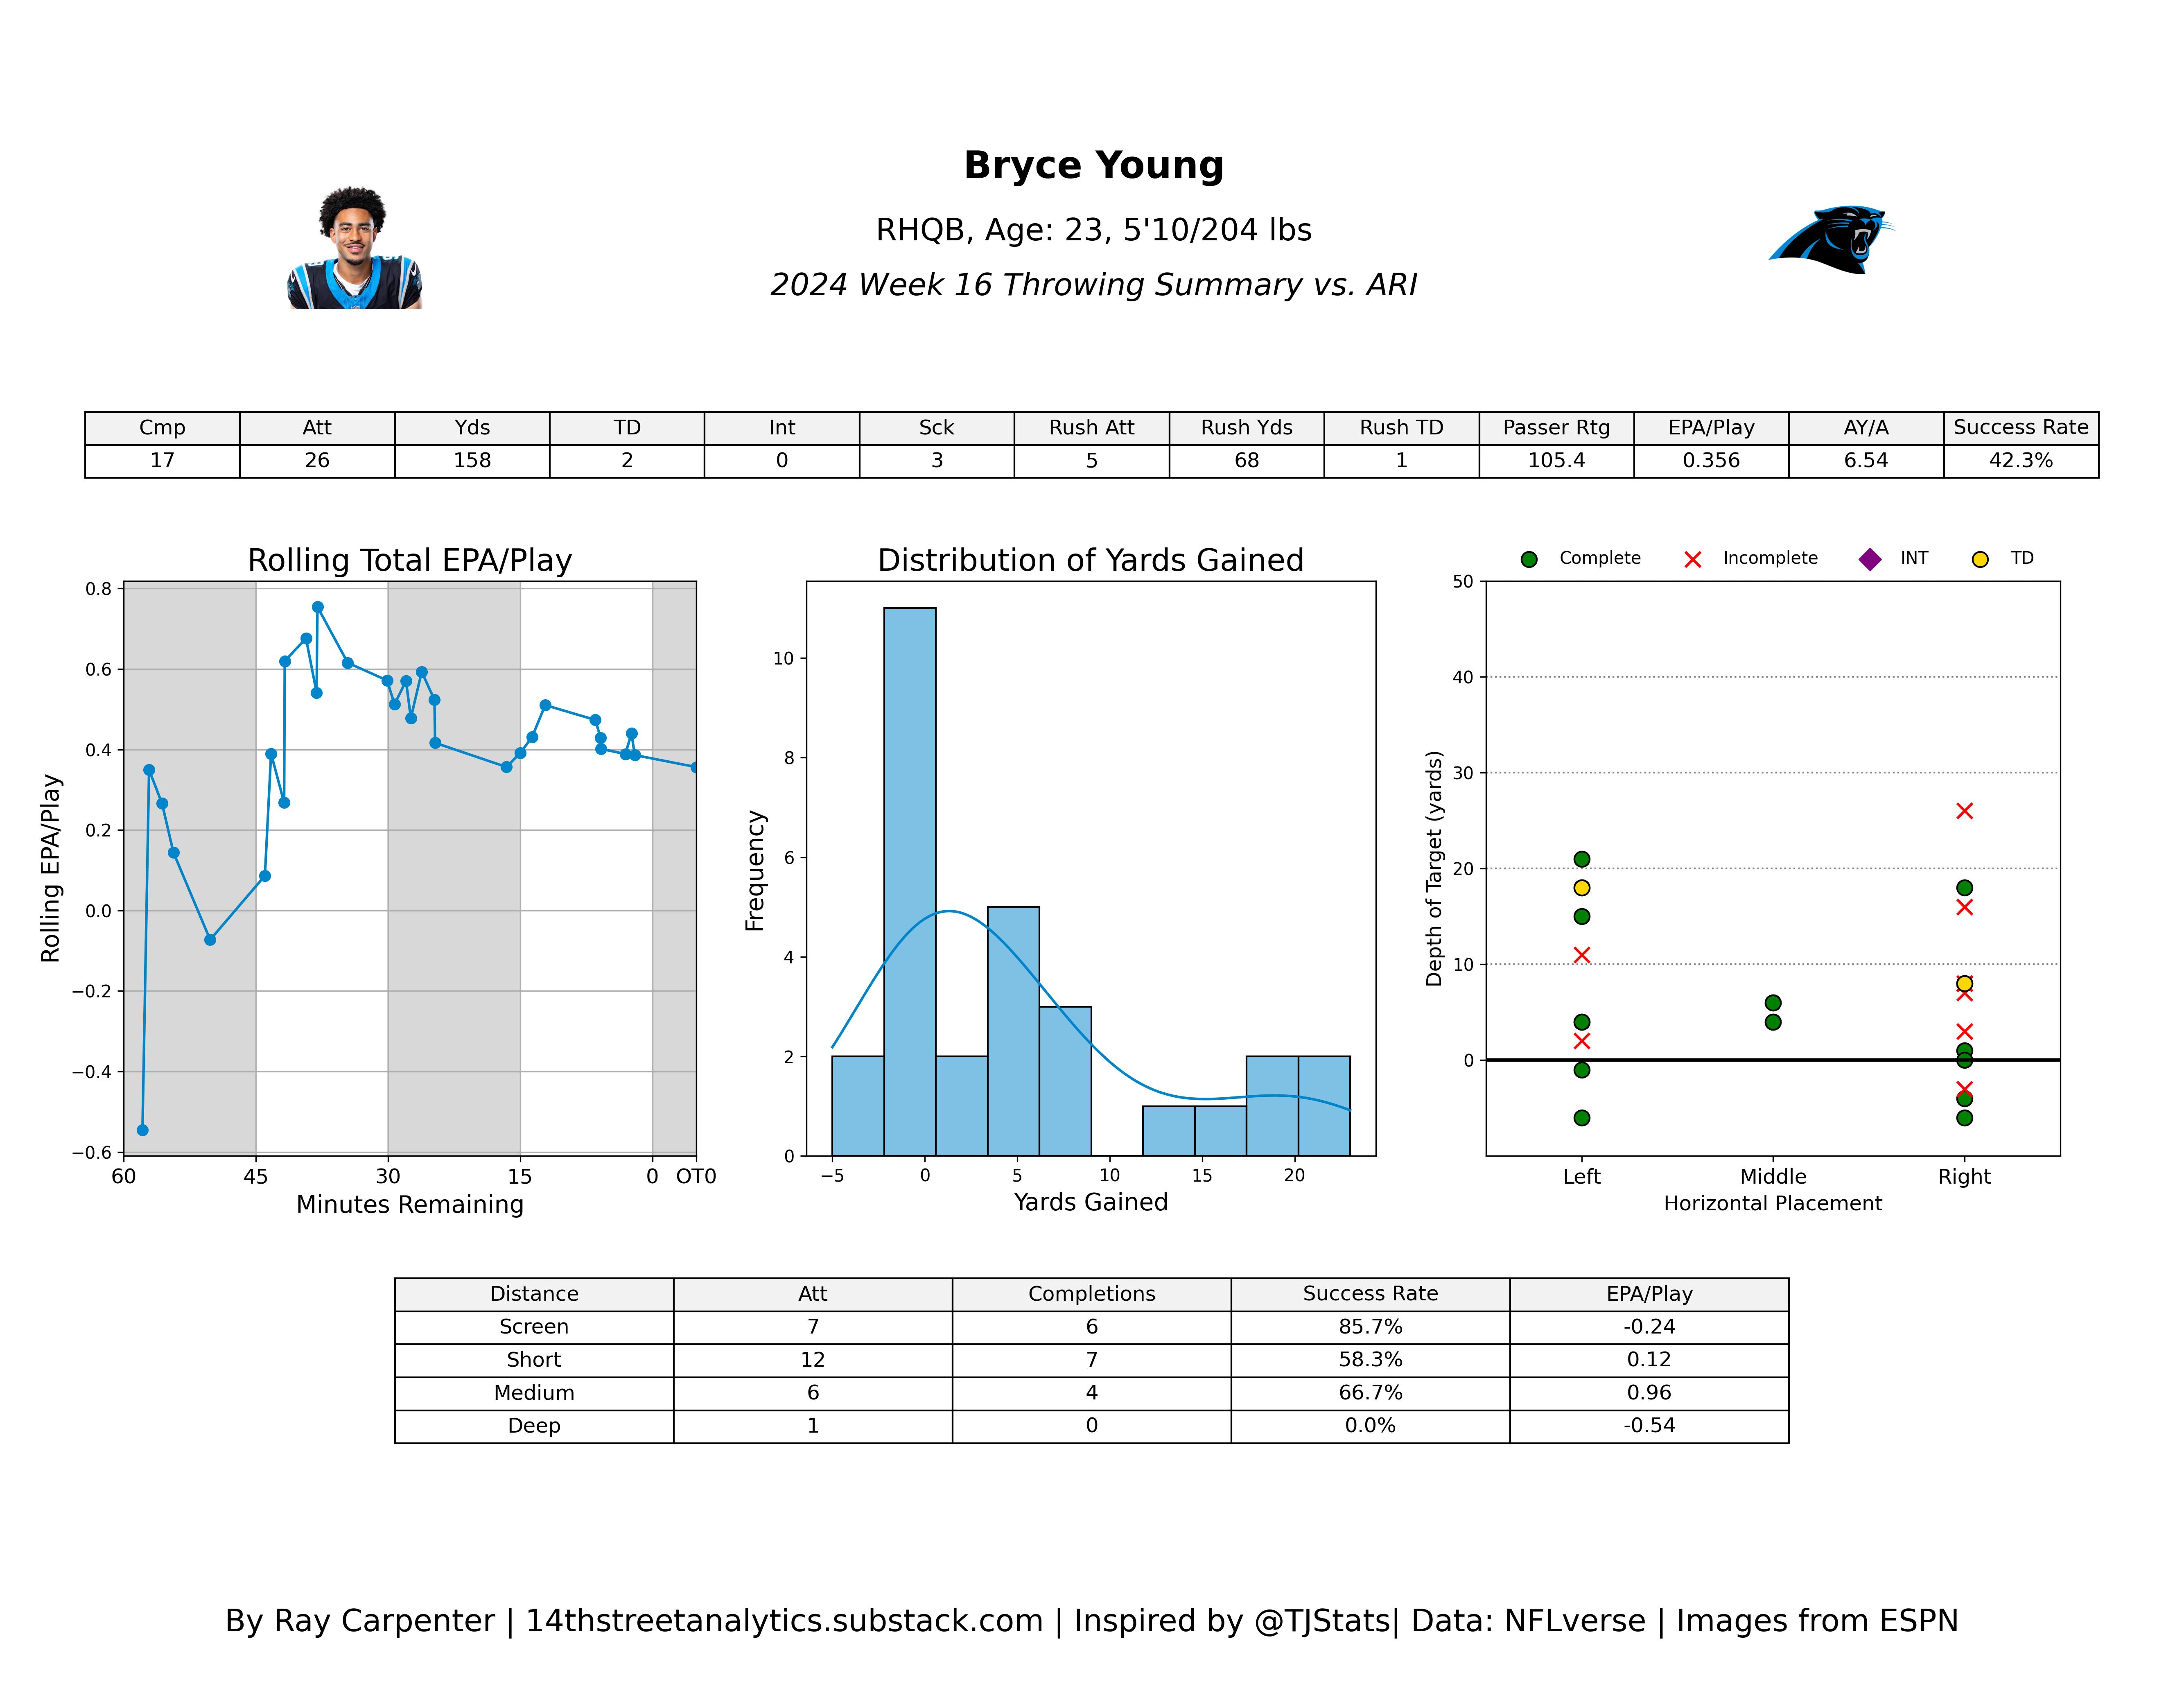 Bryce Young
RHQB, Age: 23, 5'10/204 lbs
2024 Week 16 Throwing Summary vs. ARI
Cmp Att Yds TD Int Sck Rush Att Rush Yds Rush TD Passer Rtg EPA/Play AY/A Success Rate
17 26 158 2 0 3 5 68 1 105.4 0.356 6.54 42.3%
Rolling Total EPA/Play
0.8
0.6
0.4
0.2
0.0
−0.2
−0.4
−0.6
Rolling EPA/Play
60 45 30 15 0 OT0
Minutes Remaining
Distribution of Yards Gained
10
8
6
4
2
0
Frequency
−5 0 5 10 15 20
Yards Gained
Complete Incomplete INT TD
50
40
30
20
10
0
Depth of Target (yards)
Left Middle Right
Horizontal Placement
Distance Att Completions Success Rate EPA/Play
Screen 7 6 85.7% -0.24
Short 12 7 58.3% 0.12
Medium 6 4 66.7% 0.96
Deep 1 0 0.0% -0.54
By Ray Carpenter | 14thstreetanalytics.substack.com | Inspired by @TJStats| Data: NFLverse | Images from ESPN